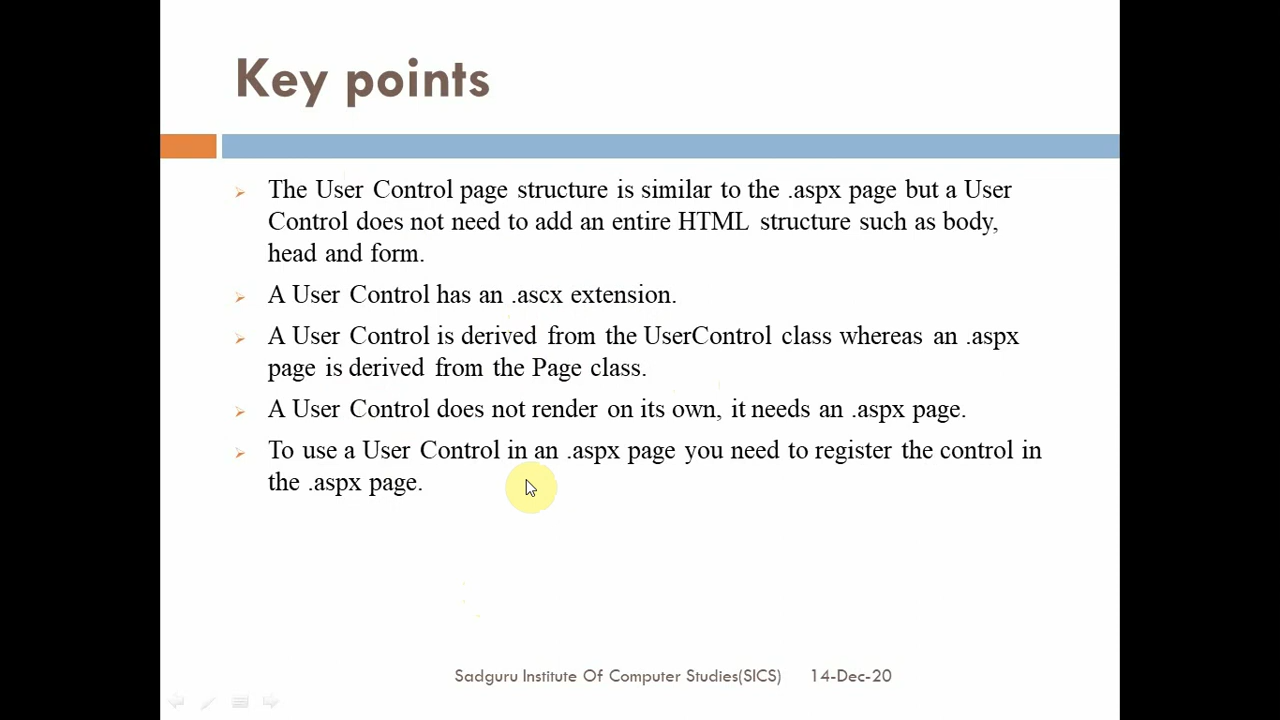 Key points
The User Control page structure is similar to the .aspx page but a User
Control does not need to add an entire HTML structure such as body,
head and form.
A User Control has an .ascx extension.
A User Control is derived from the UserControl class whereas an .aspx
page is derived from the Page class.
A User Control does not render on its own, it needs an .aspx page.
To use a User Control in an .aspx page you need to register the control in
the .aspx page.
Sadguru Institute Of Computer Studies(SICS) 14-Dec-20